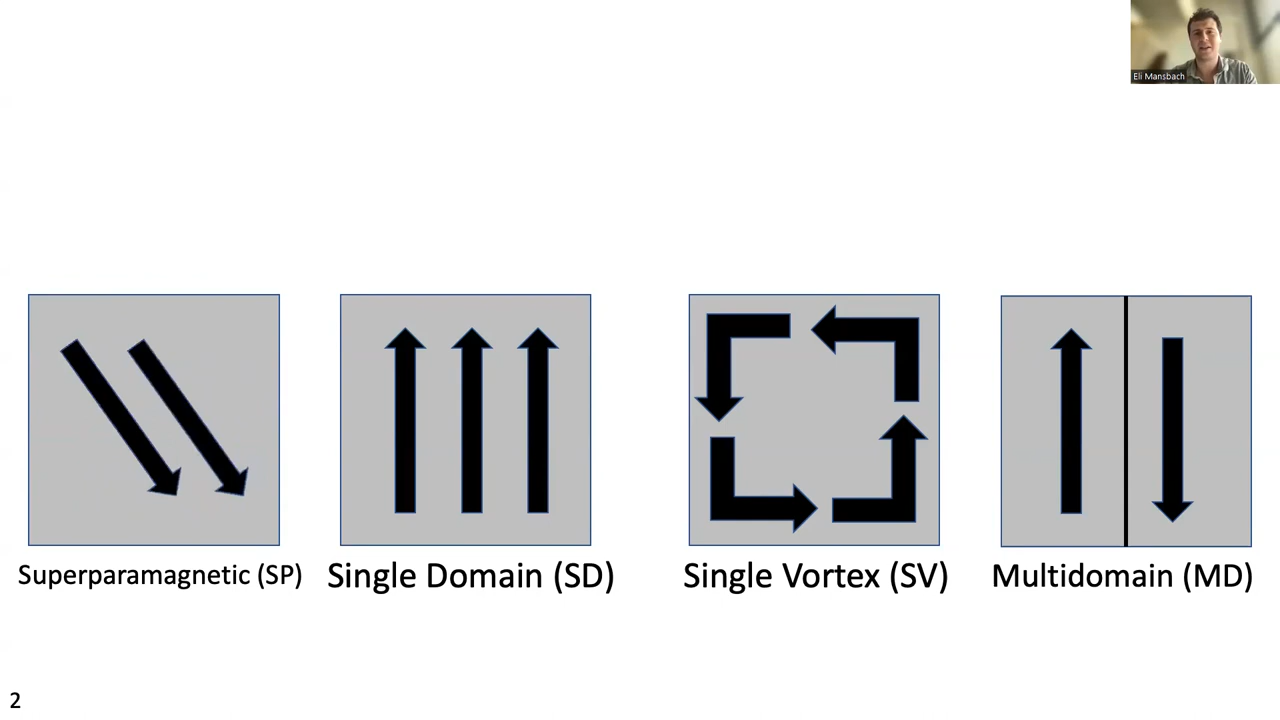 Eli Mansbach
Superparamagnetic (SP)
Single Domain (SD)
Single Vortex (SV)
Multidomain (MD)
2